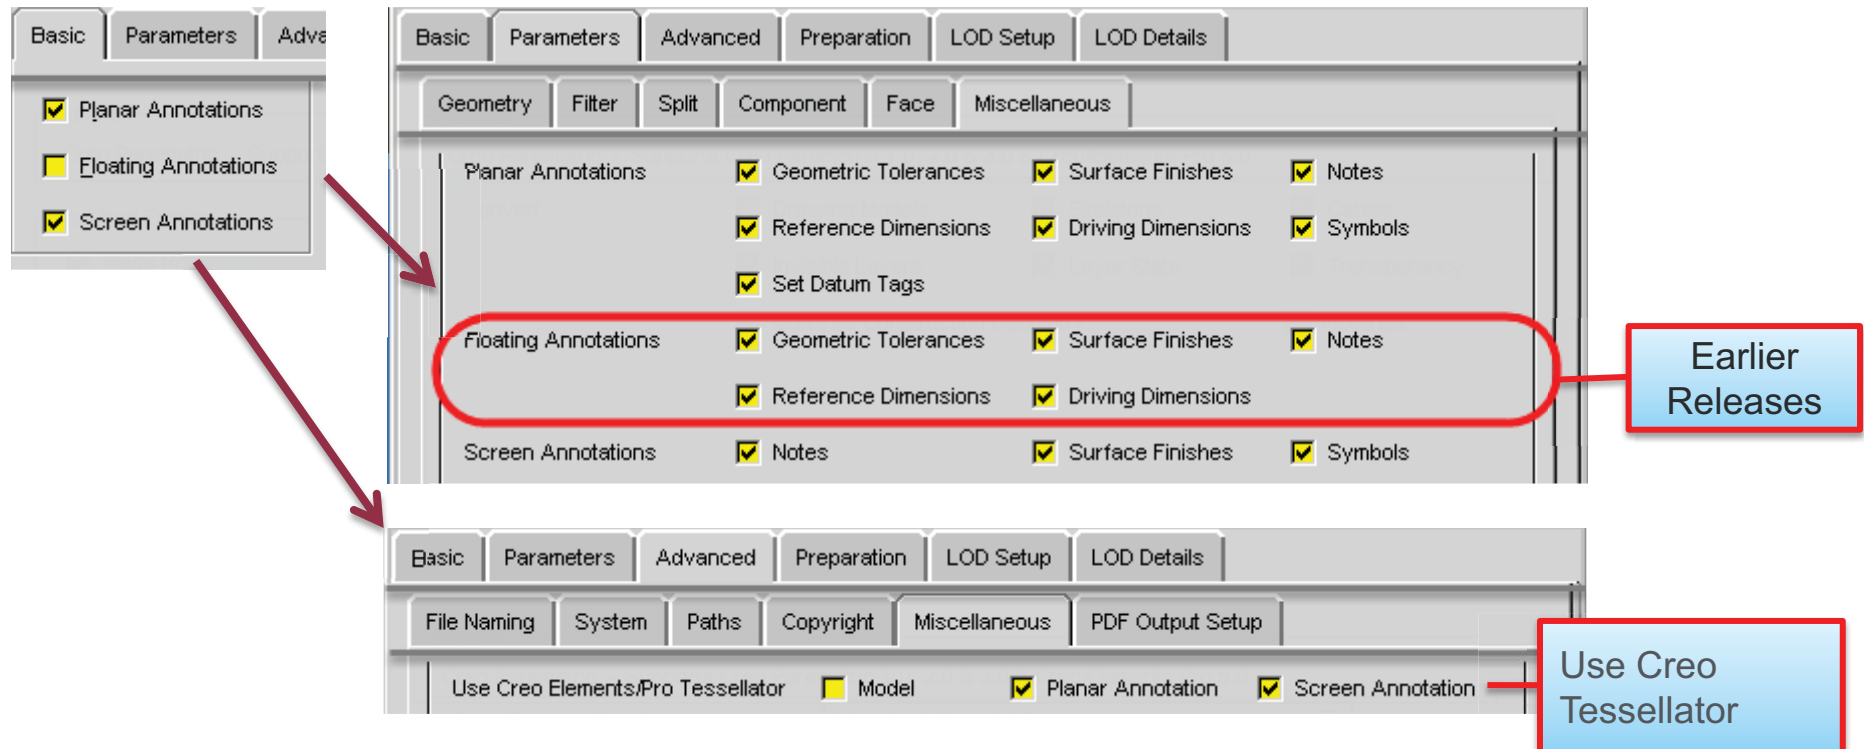 Basic Parameters Adva
Planar Annotations
Floating Annotations
Screen Annotations
Basic Parameters Advanced Preparation LOD Setup LOD Details
Geometry Filter Split Component Face Miscellaneous
Planar Annotations Geometric Tolerances Surface Finishes Notes
Reference Dimensions Driving Dimensions Symbols
Set Datum Tags
Floating Annotations Geometric Tolerances Surface Finishes Notes
Reference Dimensions Driving Dimensions
Screen Annotations Notes Surface Finishes Symbols
Earlier
Releases
Basic Parameters Advanced Preparation LOD Setup LOD Details
File Naming System Paths Copyright Miscellaneous PDF Output Setup
Use Creo Elements/Pro Tessellator Model Planar Annotation Screen Annotation
Use Creo
Tessellator